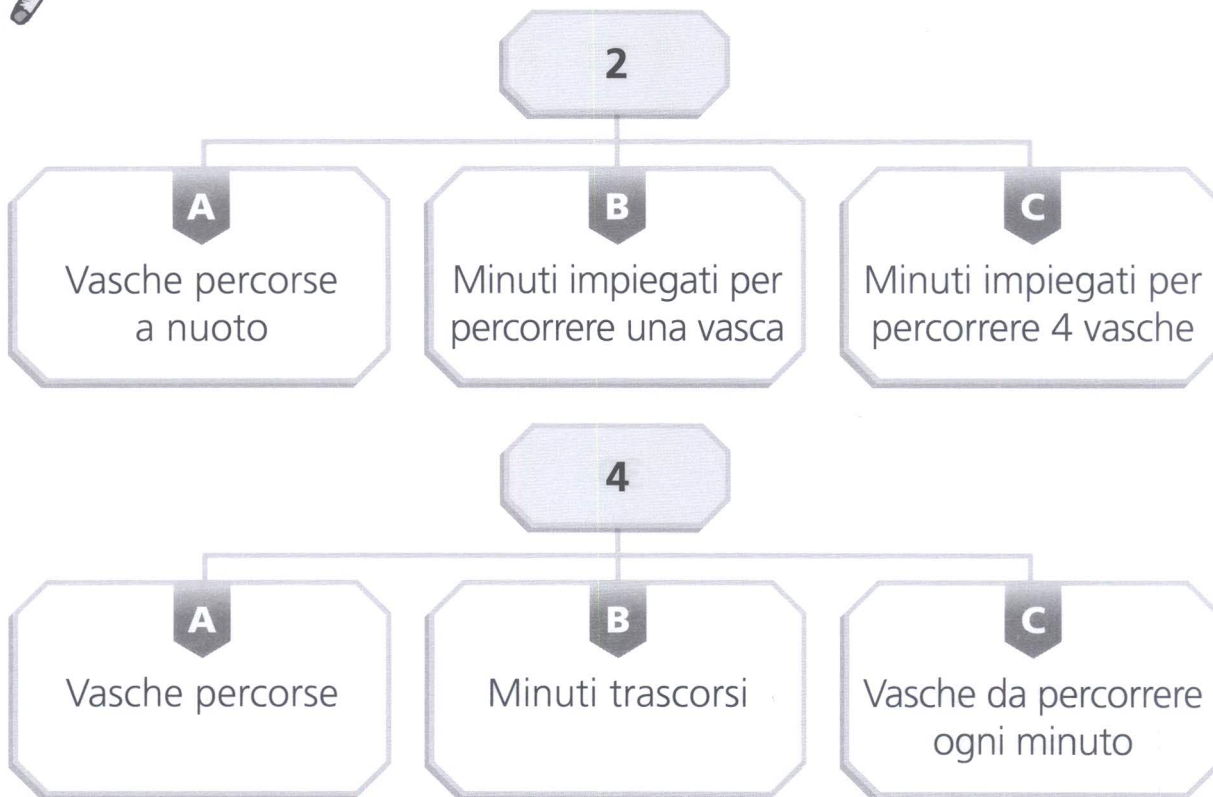 2
A
Vasche percorse
a nuoto
B
Minuti impiegati per
percorrere una vasca
C
Minuti impiegati per
percorrere 4 vasche
4
A
Vasche percorse
B
Minuti trascorsi
C
Vasche da percorrere
ogni minuto